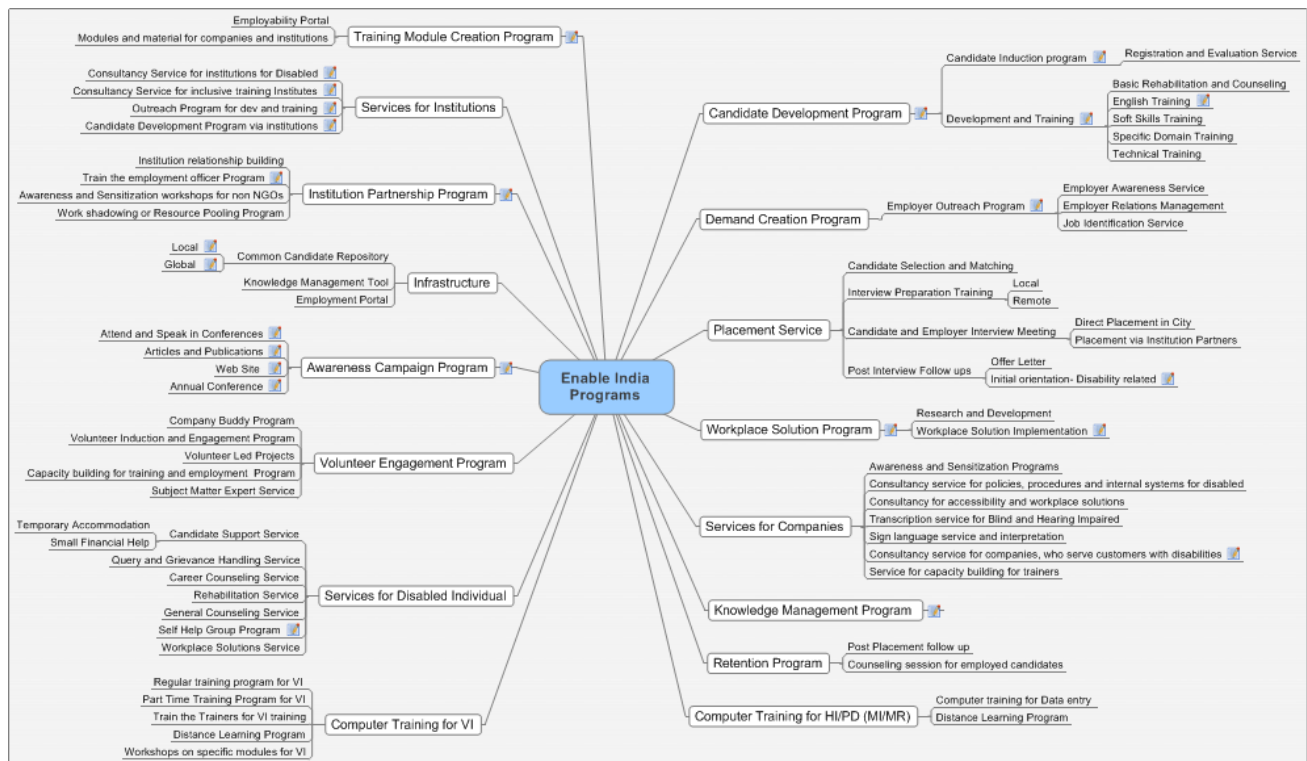 Employability Portal
Modules and material for companies and institutions
Training Module Creation Program
Consultancy Service for institutions for Disabled
Consultancy Service for inclusive training Institutes
Outreach Program for dev and training
Candidate Development Program via institutions
Services for Institutions
Institution relationship building
Train the employment officer Program
Awareness and Sensitization workshops for non NGOs
Work shadowing or Resource Pooling Program
Institution Partnership Program
Local
Global
Common Candidate Repository
Knowledge Management Tool
Employment Portal
Infrastructure
Attend and Speak in Conferences
Articles and Publications
Web Site
Annual Conference
Awareness Campaign Program
Company Buddy Program
Volunteer Induction and Engagement Program
Volunteer Led Projects
Capacity building for training and employment Program
Subject Matter Expert Service
Volunteer Engagement Program
Temporary Accommodation
Small Financial Help
Candidate Support Service
Query and Grievance Handling Service
Career Counseling Service
Rehabilitation Service
General Counseling Service
Self Help Group Program
Workplace Solutions Service
Services for Disabled Individual
Regular training program for VI
Part Time Training Program for VI
Train the Trainers for VI training
Distance Learning Program
Workshops on specific modules for VI
Computer Training for VI
Enable India
Programs
Candidate Development Program
Candidate Induction program
Registration and Evaluation Service
Development and Training
Basic Rehabilitation and Counseling
English Training
Soft Skills Training
Specific Domain Training
Technical Training
Demand Creation Program
Employer Outreach Program
Employer Awareness Service
Employer Relations Management
Job Identification Service
Placement Service
Candidate Selection and Matching
Interview Preparation Training
Local
Remote
Candidate and Employer Interview Meeting
Direct Placement in City
Placement via Institution Partners
Post Interview Follow ups
Offer Letter
Initial orientation- Disability related
Workplace Solution Program
Research and Development
Workplace Solution Implementation
Services for Companies
Awareness and Sensitization Programs
Consultancy service for policies, procedures and internal systems for disabled
Consultancy for accessibility and workplace solutions
Transcription service for Blind and Hearing Impaired
Sign language service and interpretation
Consultancy service for companies, who serve customers with disabilities
Service for capacity building for trainers
Knowledge Management Program
Retention Program
Post Placement follow up
Counseling session for employed candidates
Computer Training for HI/PD (MI/MR)
Computer training for Data entry
Distance Learning Program